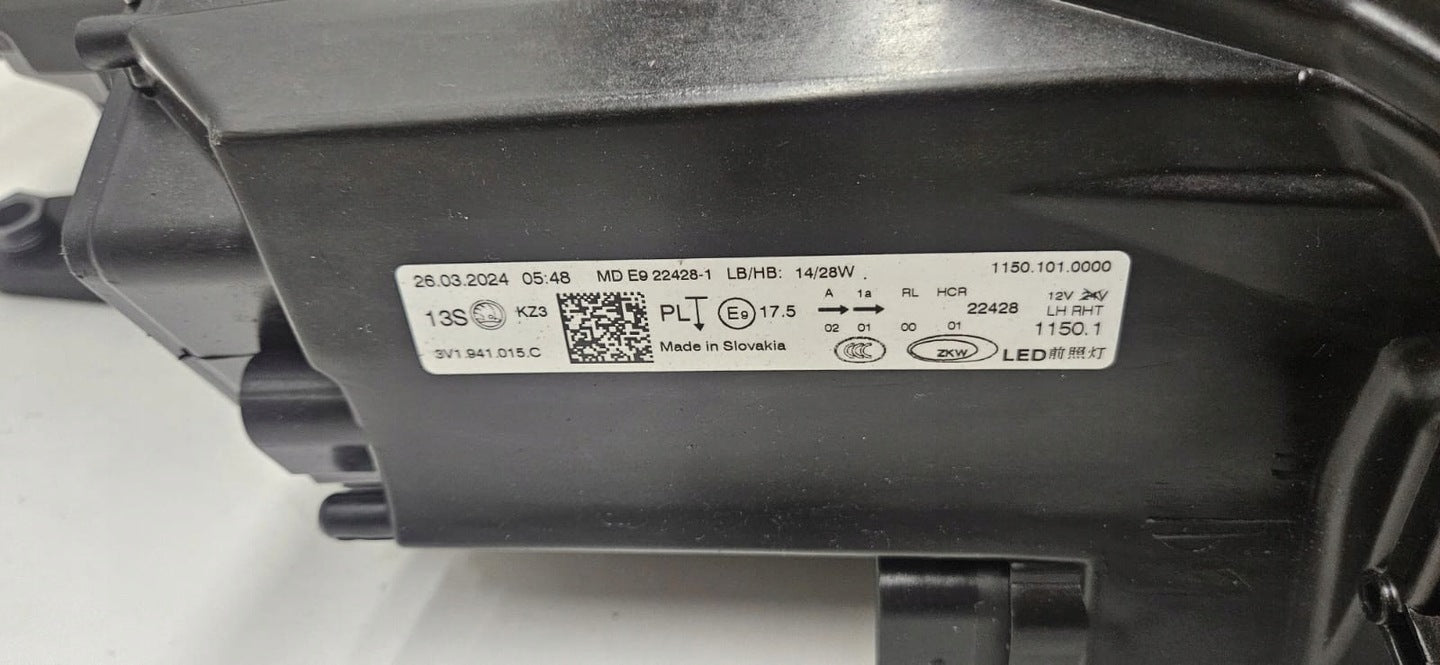 26.03.2024 05:48 MD E9 22428-1 LB/HB: 14/28W . 1150.101.0000
A 1a RL HCR 12V 24V
13S KZ3 PL E9 17.5 22428 LH RHT
02 01 00 01 1150.1
3V1.941.015.C Made in Slovakia CCC ZKW LED前照灯